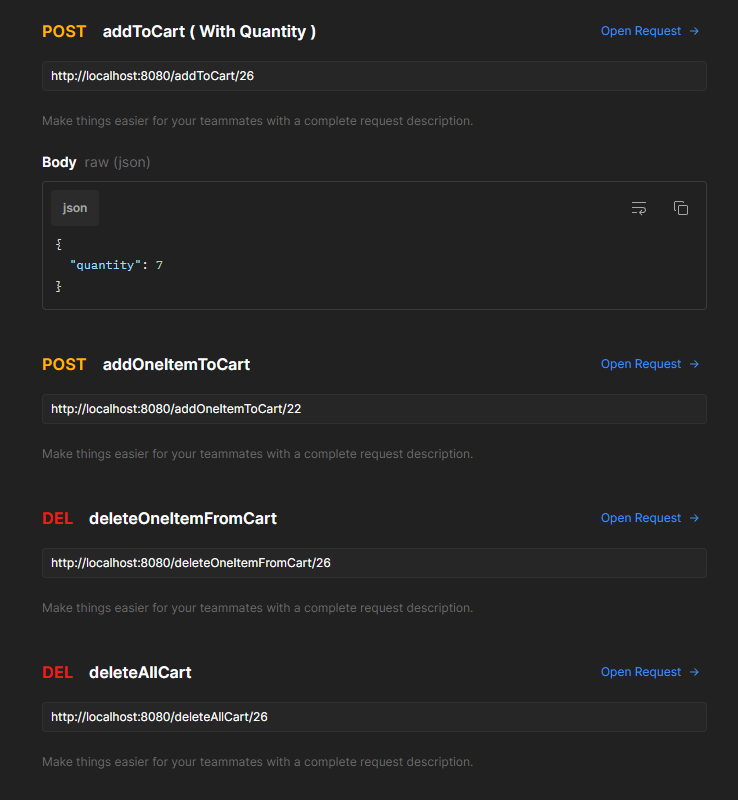 POST addToCart ( With Quantity ) Open Request →
http://localhost:8080/addToCart/26
Make things easier for your teammates with a complete request description.
Body raw (json)
json
{
  "quantity": 7
}
POST addOneItemToCart Open Request →
http://localhost:8080/addOneItemToCart/22
Make things easier for your teammates with a complete request description.
DEL deleteOneItemFromCart Open Request →
http://localhost:8080/deleteOneItemFromCart/26
Make things easier for your teammates with a complete request description.
DEL deleteAllCart Open Request →
http://localhost:8080/deleteAllCart/26
Make things easier for your teammates with a complete request description.